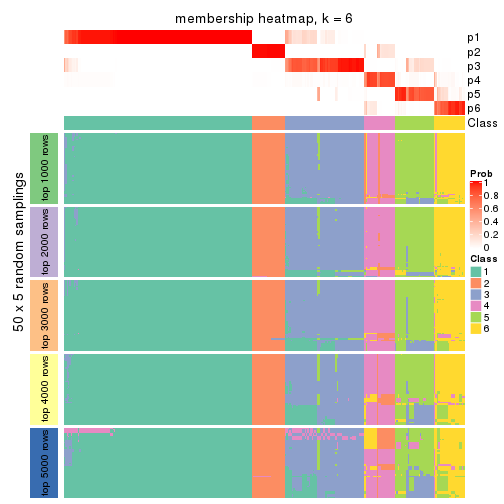 membership heatmap, k = 6
p1
p2
p3
p4
p5
p6
Class
50 x 5 random samplings
top 1000 rows
top 2000 rows
top 3000 rows
top 4000 rows
top 5000 rows
Prob
1
0.8
0.6
0.4
0.2
0
Class
1
2
3
4
5
6